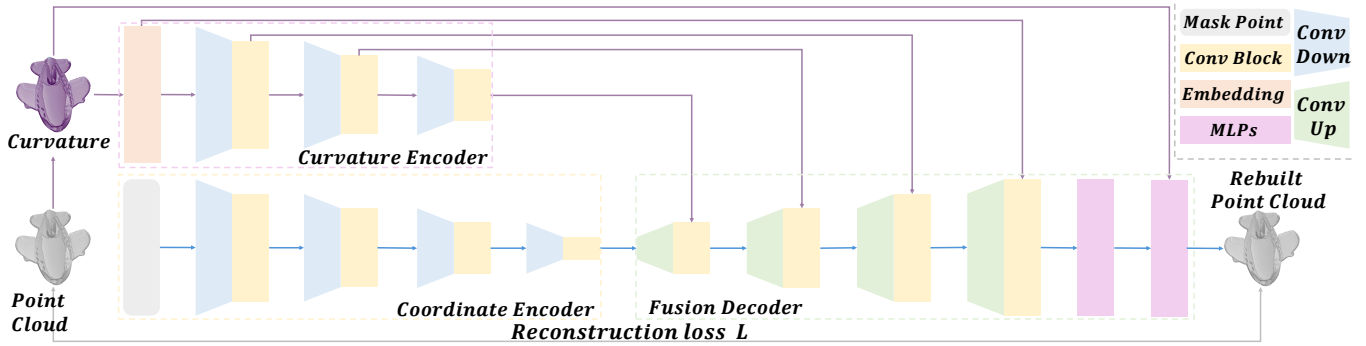 Curvature
Point
Cloud
Curvature Encoder
Coordinate Encoder
Fusion Decoder
Reconstruction loss L
Mask Point
Conv Block
Embedding
MLPs
Conv
Down
Conv
Up
Rebuilt
Point Cloud